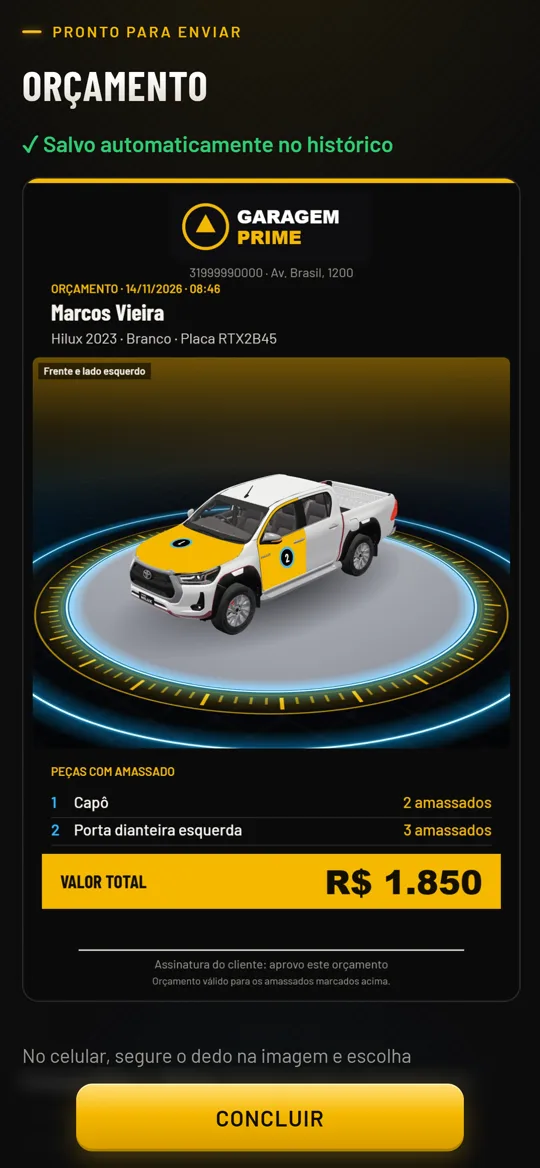 PRONTO PARA ENVIAR
ORÇAMENTO
✓ Salvo automaticamente no histórico
GARAGEM
PRIME
31999990000 · Av. Brasil, 1200
ORÇAMENTO · 14/11/2026 · 08:46
Marcos Vieira
Hilux 2023 · Branco · Placa RTX2B45
Frente e lado esquerdo
1
2
PEÇAS COM AMASSADO
1 Capô 2 amassados
2 Porta dianteira esquerda 3 amassados
VALOR TOTAL R$ 1.850
Assinatura do cliente: aprovo este orçamento
Orçamento válido para os amassados marcados acima.
No celular, segure o dedo na imagem e escolha
CONCLUIR